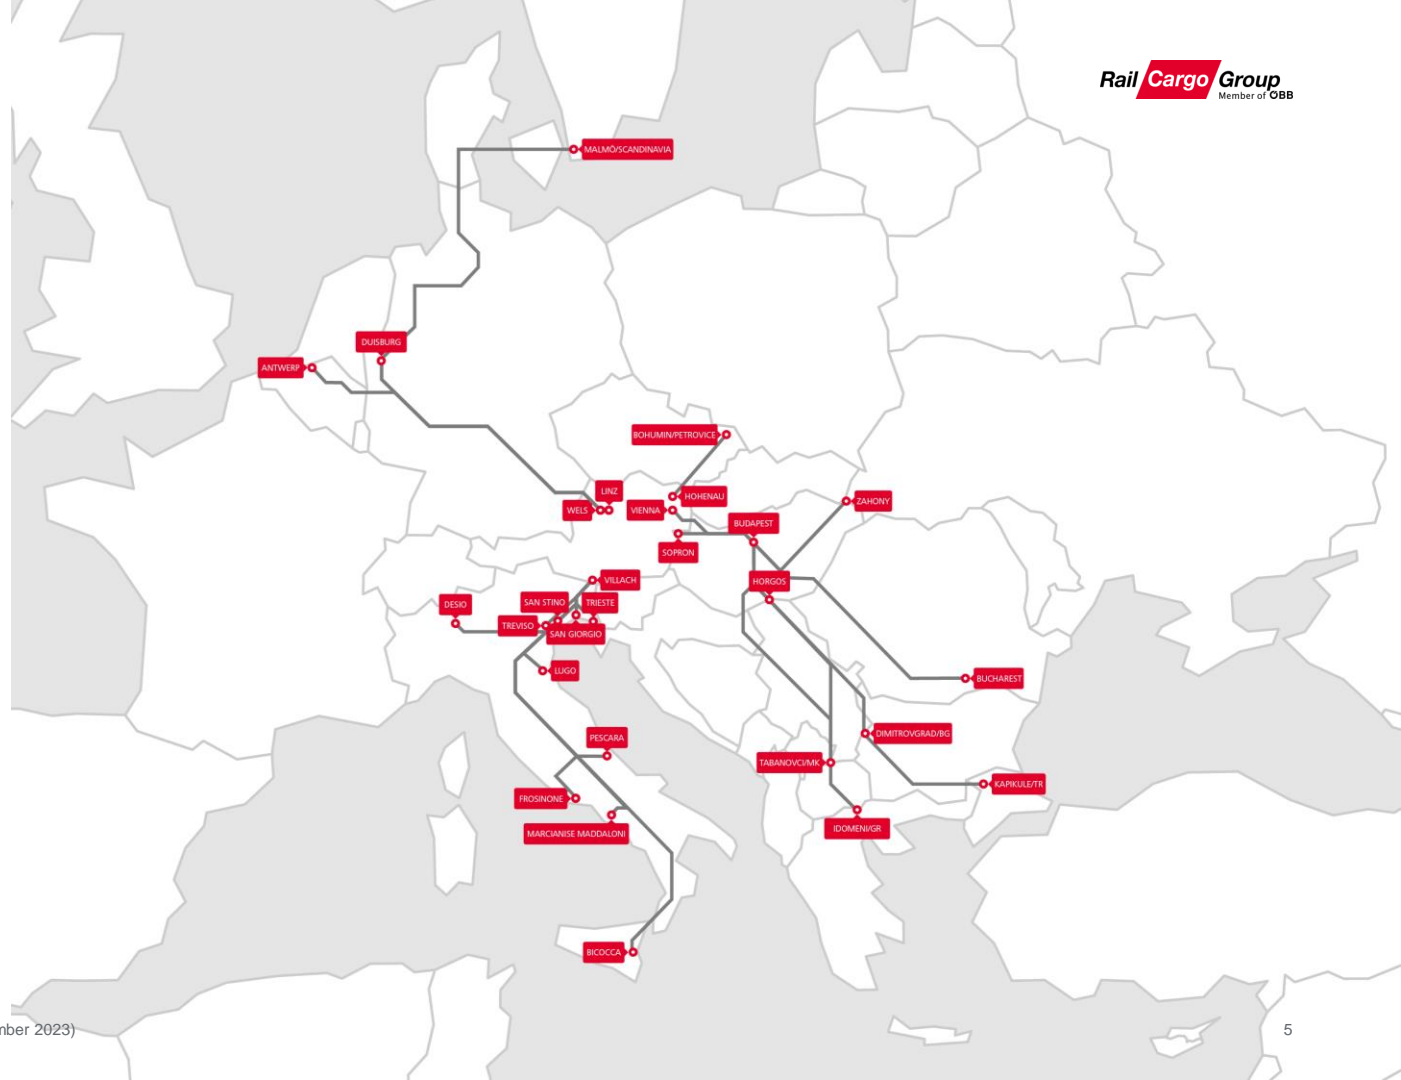 Rail Cargo Group
Member of ÖBB
MALMÖ/SCANDINAVIA
DUISBURG
ANTWERP
BOHUMIN/PETROVICE
LINZ
HOHENAU
WELS
VIENNA
ZAHONY
BUDAPEST
SOPRON
VILLACH
HORGOS
DESIO
SAN STINO
TRIESTE
TREVISO
SAN GIORGIO
LUGO
BUCHAREST
PESCARA
DIMITROVGRAD/BG
TABANOVCI/MK
KAPIKULE/TR
FROSINONE
MARCIANISE MADDALONI
IDOMENI/GR
BICOCCA
mber 2023)
5